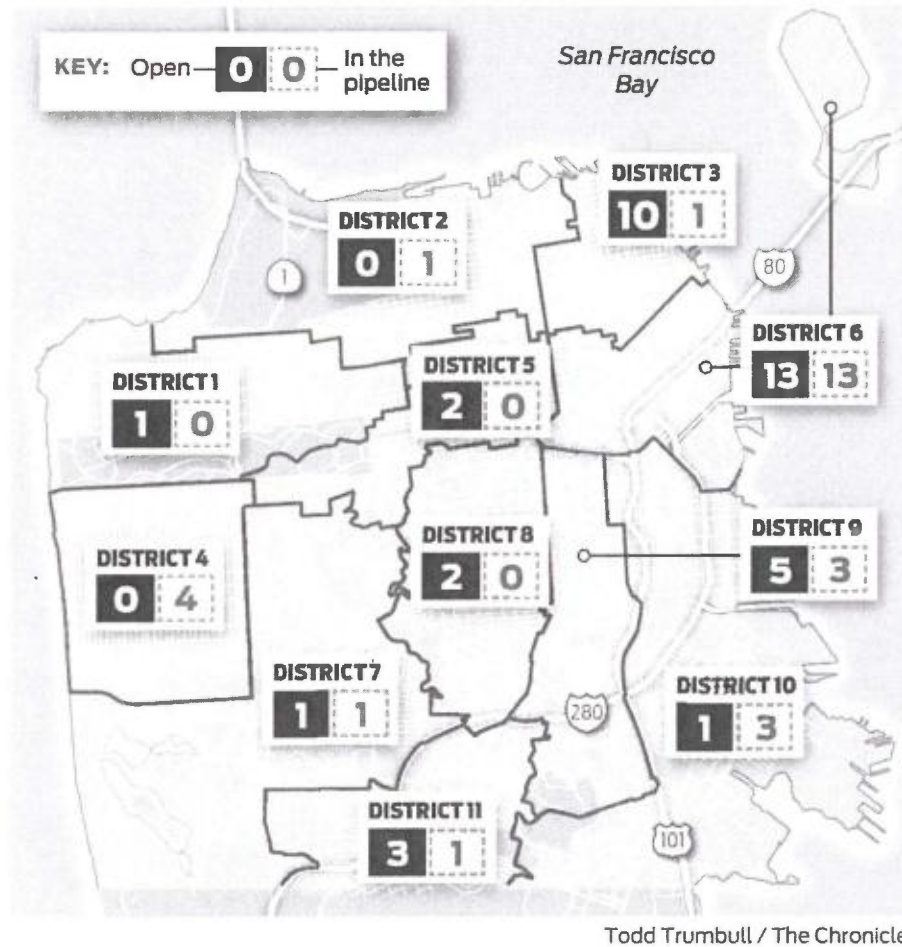 KEY: Open 0 0 In the
pipeline
San Francisco
Bay
DISTRICT 3
10 1
DISTRICT 2
0 1
1
80
DISTRICT 6
13 13
DISTRICT 5
2 0
DISTRICT 1
1 0
DISTRICT 9
5 3
DISTRICT 8
2 0
DISTRICT 4
0 4
DISTRICT 7
1 1
DISTRICT 10
1 3
280
DISTRICT 11
3 1
101
Todd Trumbull / The Chronicle